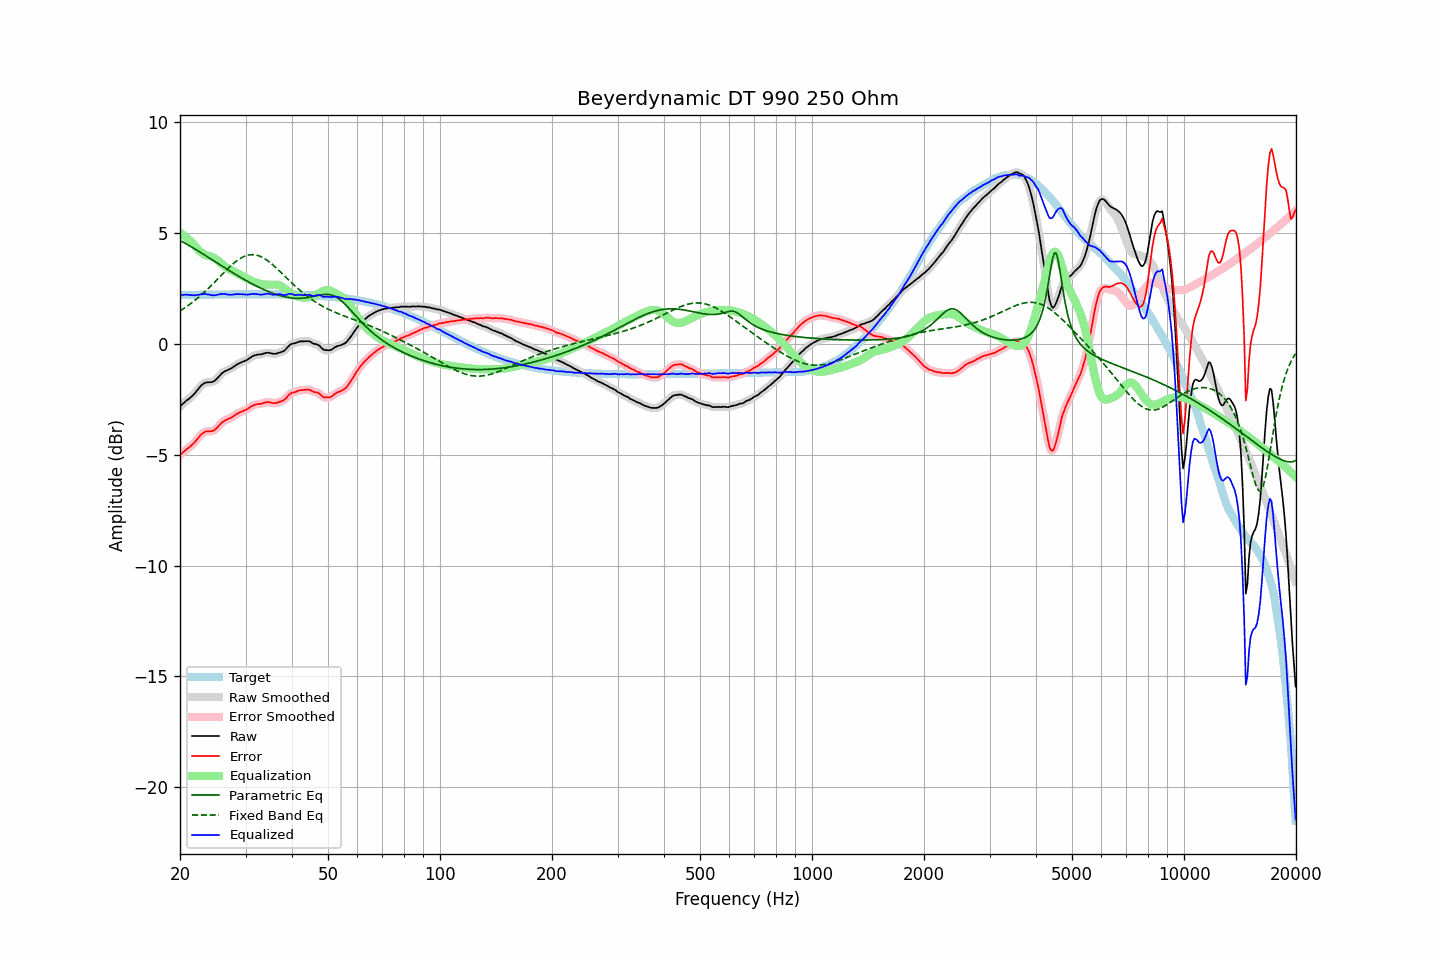 Beyerdynamic DT 990 250 Ohm
10
5
0
−5
−10
−15
−20
Amplitude (dBr)
Target
Raw Smoothed
Error Smoothed
Raw
Error
Equalization
Parametric Eq
Fixed Band Eq
Equalized
20 50 100 200 500 1000 2000 5000 10000 20000
Frequency (Hz)